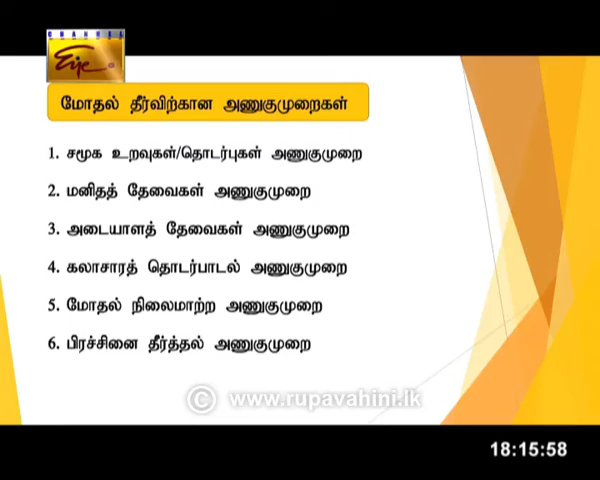 CHANNEL
Eye
மோதல் தீர்விற்கான அணுகுமுறைகள்
1. சமூக உறவுகள்/தொடர்புகள் அணுகுமுறை
2. மனிதத் தேவைகள் அணுகுமுறை
3. அடையாளத் தேவைகள் அணுகுமுறை
4. கலாசாரத் தொடர்பாடல் அணுகுமுறை
5. மோதல் நிலைமாற்ற அணுகுமுறை
6. பிரச்சினை தீர்த்தல் அணுகுமுறை
© www.rupavahini.lk
18:15:58